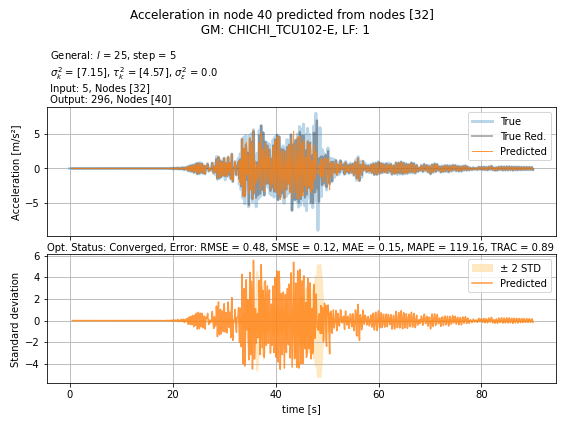 Acceleration in node 40 predicted from nodes [32]
GM: CHICHI_TCU102-E, LF: 1
General: l = 25, step = 5
σ²ₖ = [7.15], τ²ₖ = [4.57], σ²ε = 0.0
Input: 5, Nodes [32]
Output: 296, Nodes [40]
True
True Red.
Predicted
Acceleration [m/s²]
5
0
−5
Opt. Status: Converged, Error: RMSE = 0.48, SMSE = 0.12, MAE = 0.15, MAPE = 119.16, TRAC = 0.89
± 2 STD
Predicted
Standard deviation
6
4
2
0
−2
−4
0 20 40 60 80
time [s]